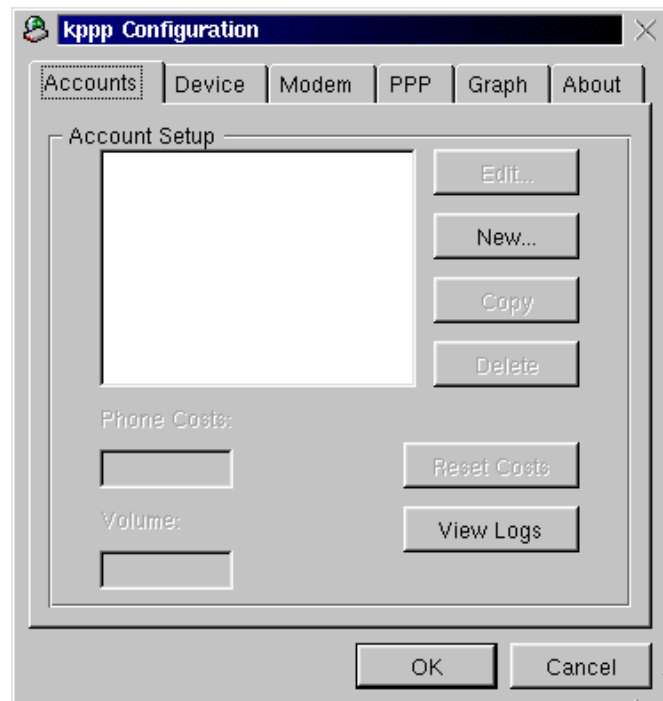 kppp Configuration
Accounts Device Modem PPP Graph About
Account Setup
Edit...
New...
Copy
Delete
Phone Costs:
Reset Costs
Volume:
View Logs
OK Cancel